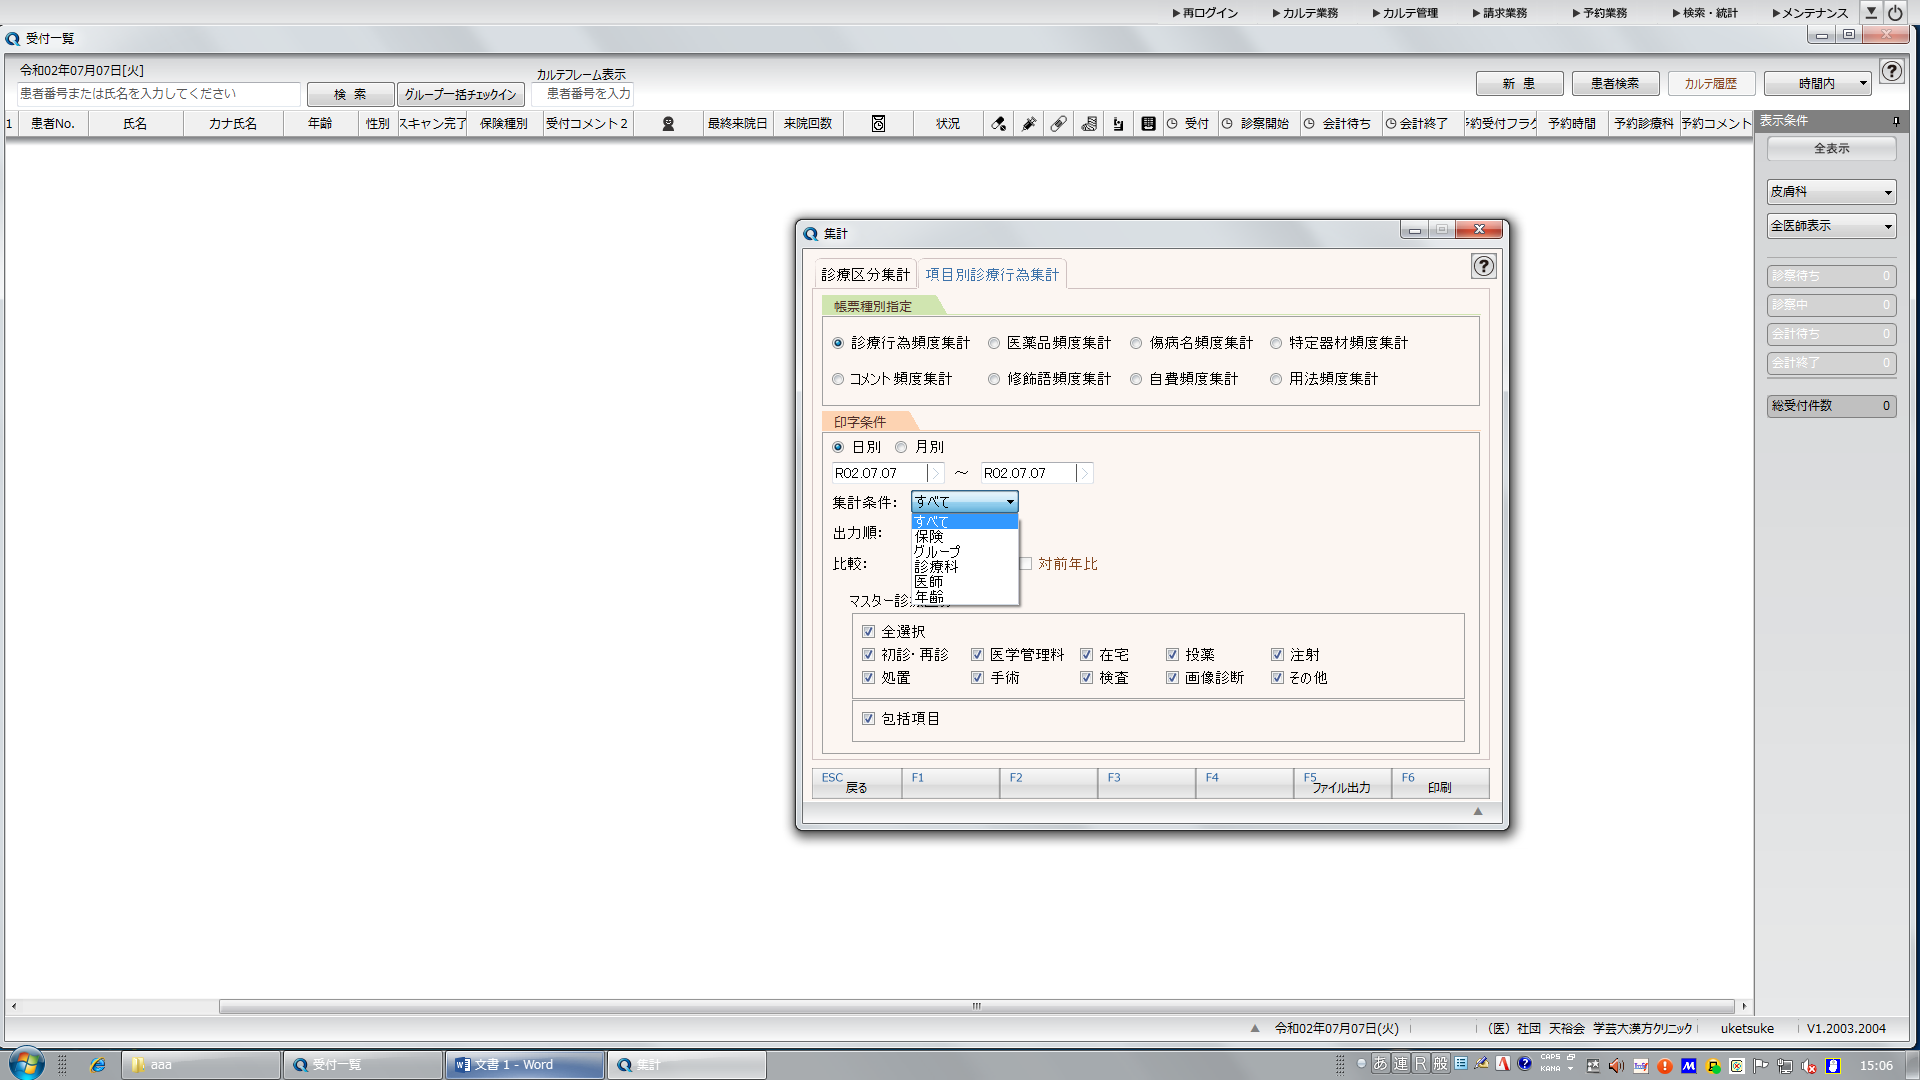 ▶再ログイン ▶カルテ業務 ▶カルテ管理 ▶請求業務 ▶予約業務 ▶検索・統計 ▶メンテナンス
受付一覧
令和02年07月07日[火]
カルテフレーム表示
患者番号または氏名を入力してください 検 索 グループ一括チェックイン 患者番号を入力 新 患 患者検索 カルテ履歴 時間内
1 患者No. 氏名 カナ氏名 年齢 性別 スキャン完了 保険種別 受付コメント2 最終来院日 来院回数 状況 受付 診察開始 会計待ち 会計終了 予約受付フラグ 予約時間 予約診療科 予約コメント
表示条件
全表示
皮膚科
全医師表示
診察待ち 0
診察中 0
会計待ち 0
会計終了 0
総受付件数 0
集計
診療区分集計 項目別診療行為集計
帳票種別指定
診療行為頻度集計 医薬品頻度集計 傷病名頻度集計 特定器材頻度集計
コメント頻度集計 修飾語頻度集計 自費頻度集計 用法頻度集計
印字条件
日別 月別
R02.07.07 ～ R02.07.07
集計条件: すべて
すべて
保険
グループ
診療科
医師
年齢
出力順:
比較: 対前年比
マスター診
全選択
初診・再診 医学管理料 在宅 投薬 注射
処置 手術 検査 画像診断 その他
包括項目
ESC 戻る F1 F2 F3 F4 F5 ファイル出力 F6 印刷
令和02年07月07日(火) （医）社団 天裕会 学芸大漢方クリニック uketsuke V1.2003.2004
aaa 受付一覧 文書 1 - Word 集計 あ 連 R 般 CAPS KANA 15:06